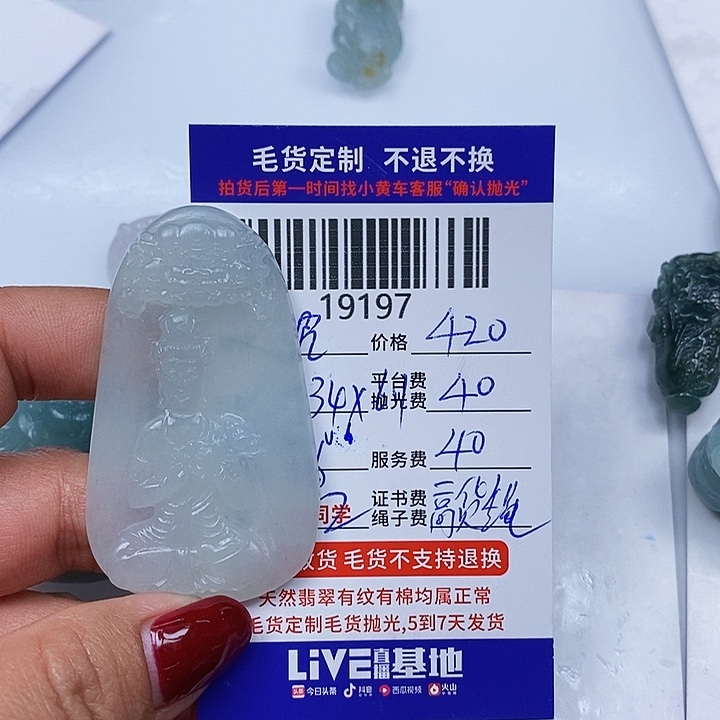 毛货定制 不退不换
拍货后第一时间找小黄车客服“确认抛光”
19197
价格 420
34x
平台费
抛光费 40
服务费 40
同学
证书费
绳子费
货 毛货不支持退换
天然翡翠有纹有棉均属正常
毛货定制毛货抛光,5到7天发货
LiVE直播基地
头条 今日头条 抖音 西瓜视频 火山